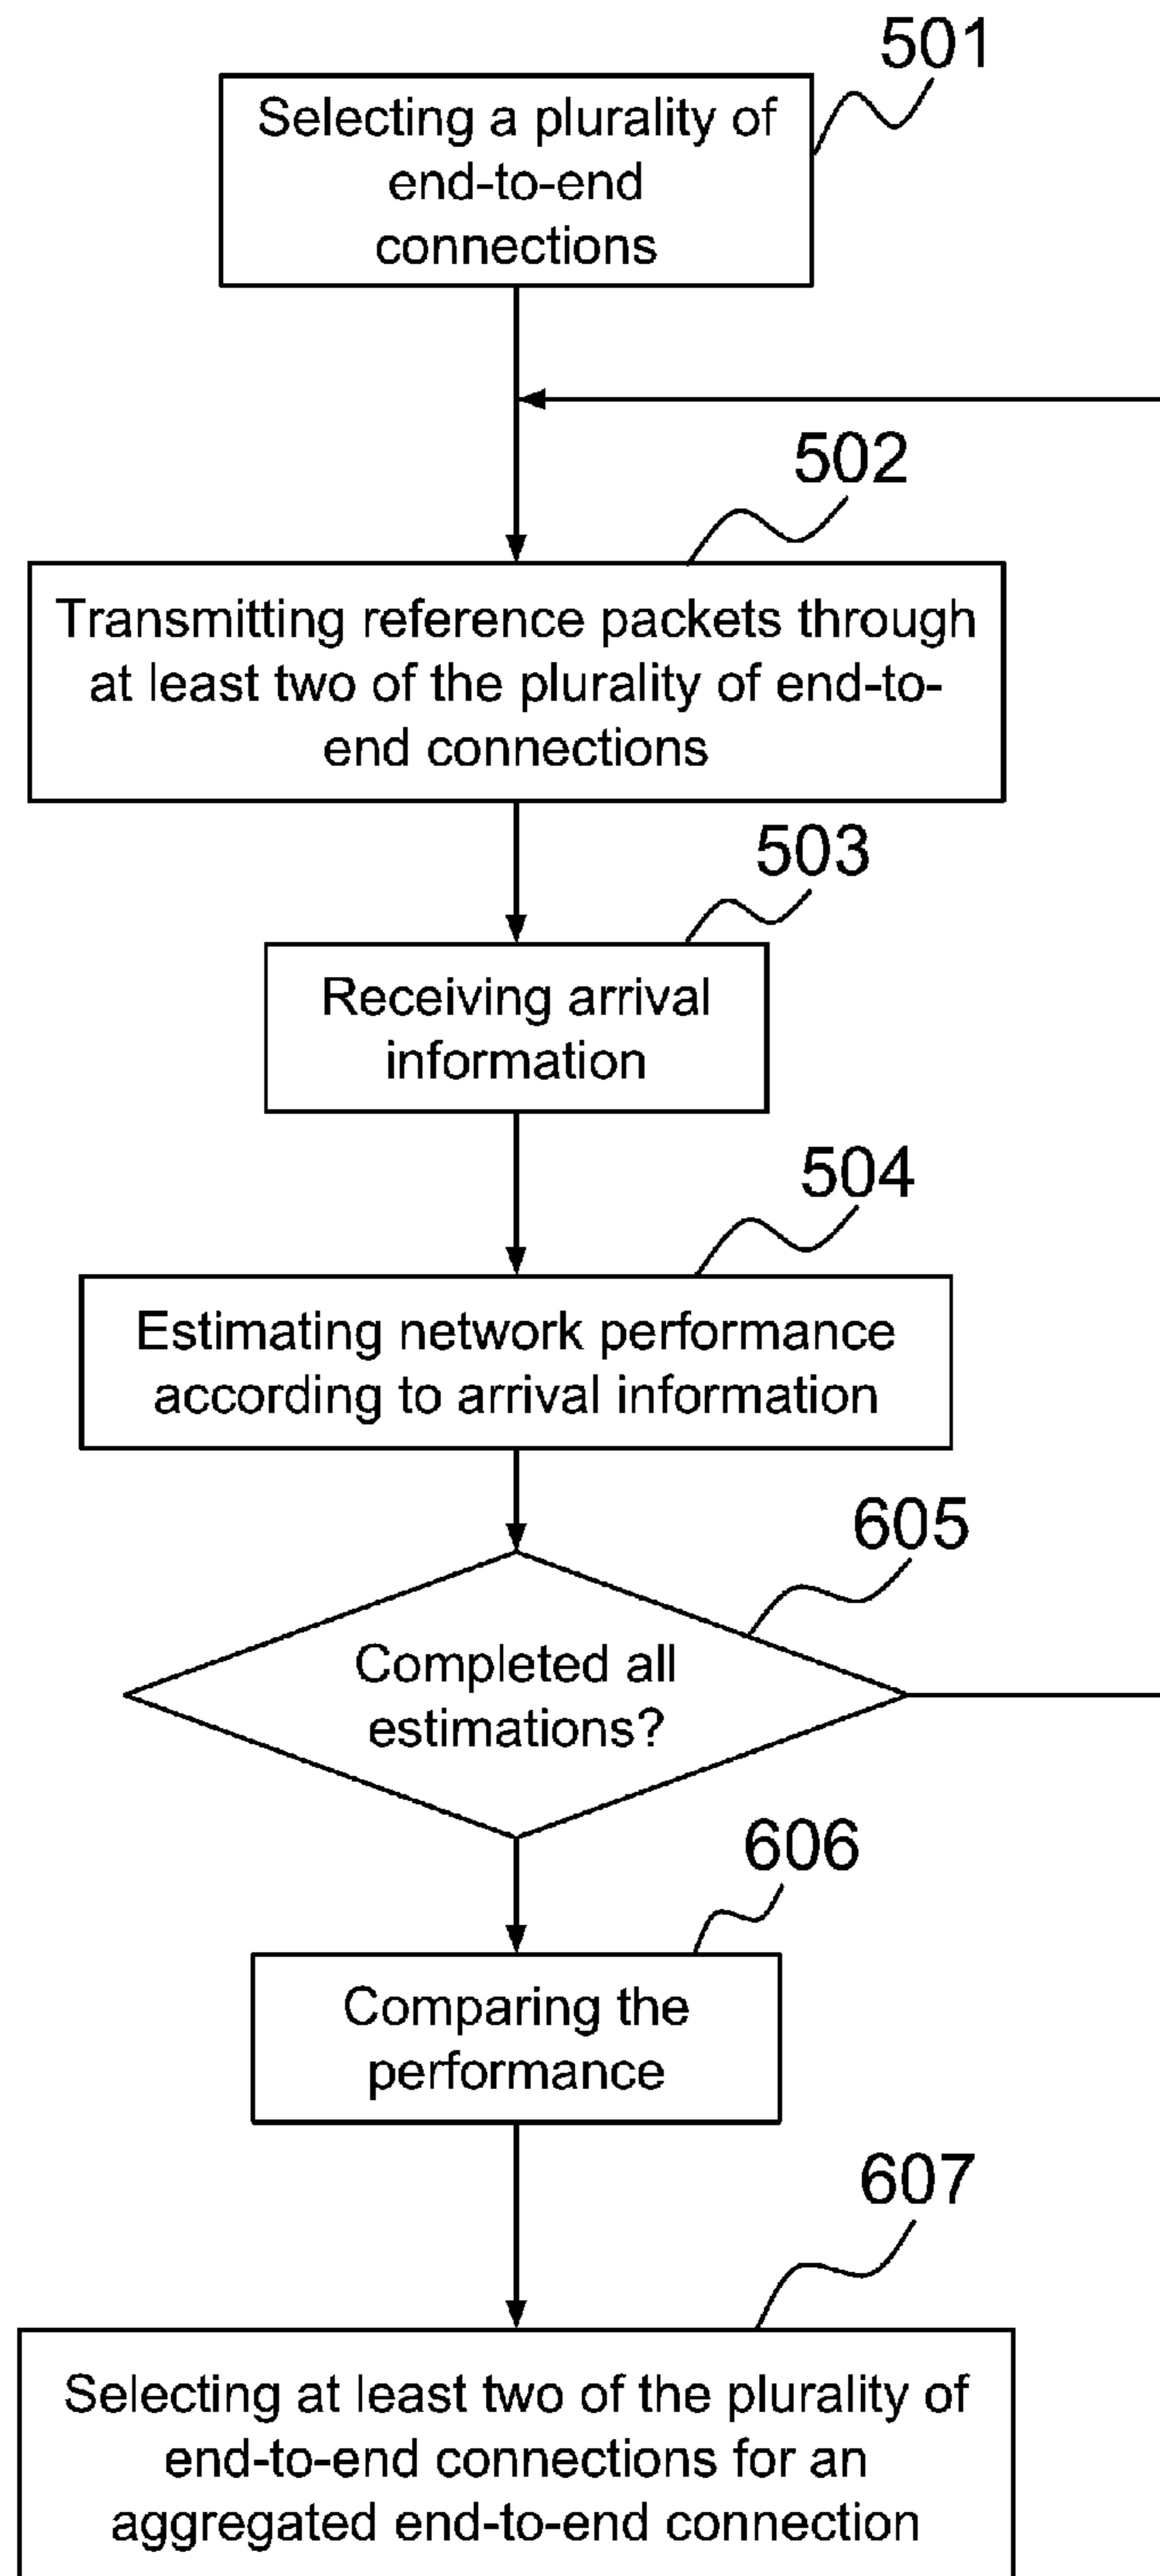 501
Selecting a plurality of
end-to-end
connections
502
Transmitting reference packets through
at least two of the plurality of end-to-
end connections
503
Receiving arrival
information
504
Estimating network performance
according to arrival information
605
Completed all
estimations?
606
Comparing the
performance
607
Selecting at least two of the plurality of
end-to-end connections for an
aggregated end-to-end connection